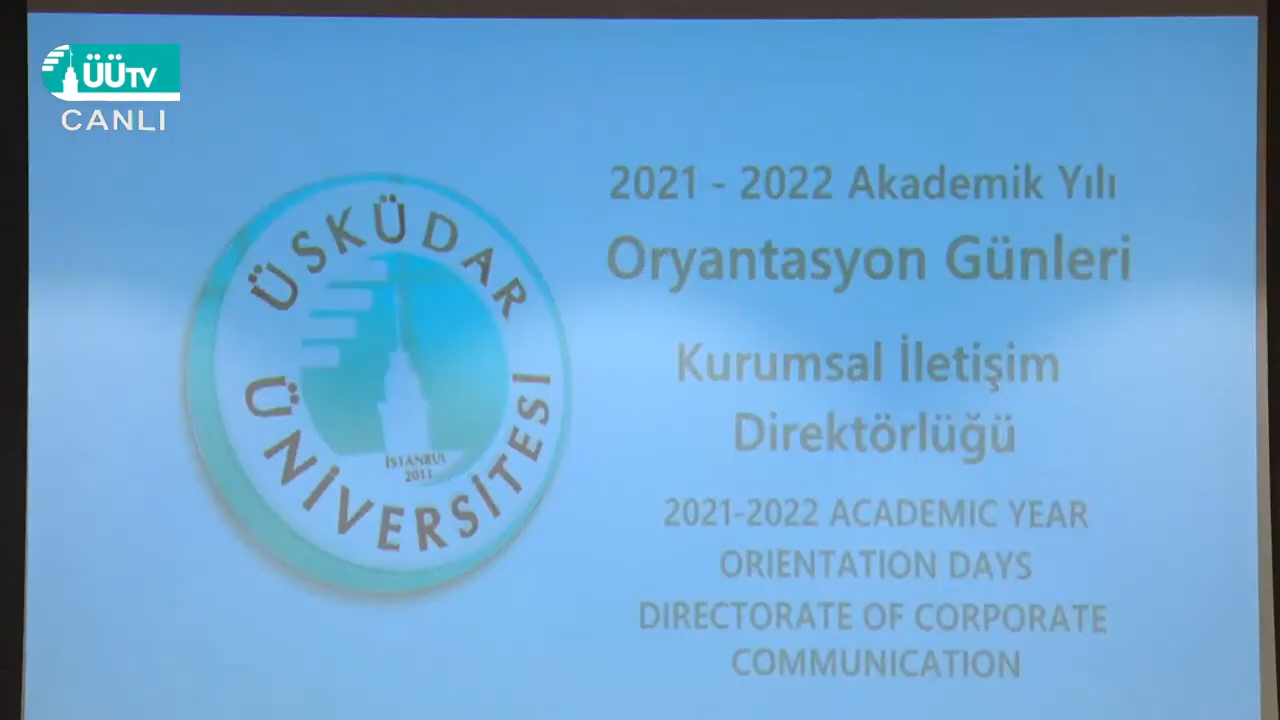 ÜÜTV
CANLI
ÜSKÜDAR
ÜNİVERSİTESİ
İSTANBUL
2011
2021 - 2022 Akademik Yılı
Oryantasyon Günleri
Kurumsal İletişim
Direktörlüğü
2021-2022 ACADEMIC YEAR
ORIENTATION DAYS
DIRECTORATE OF CORPORATE
COMMUNICATION